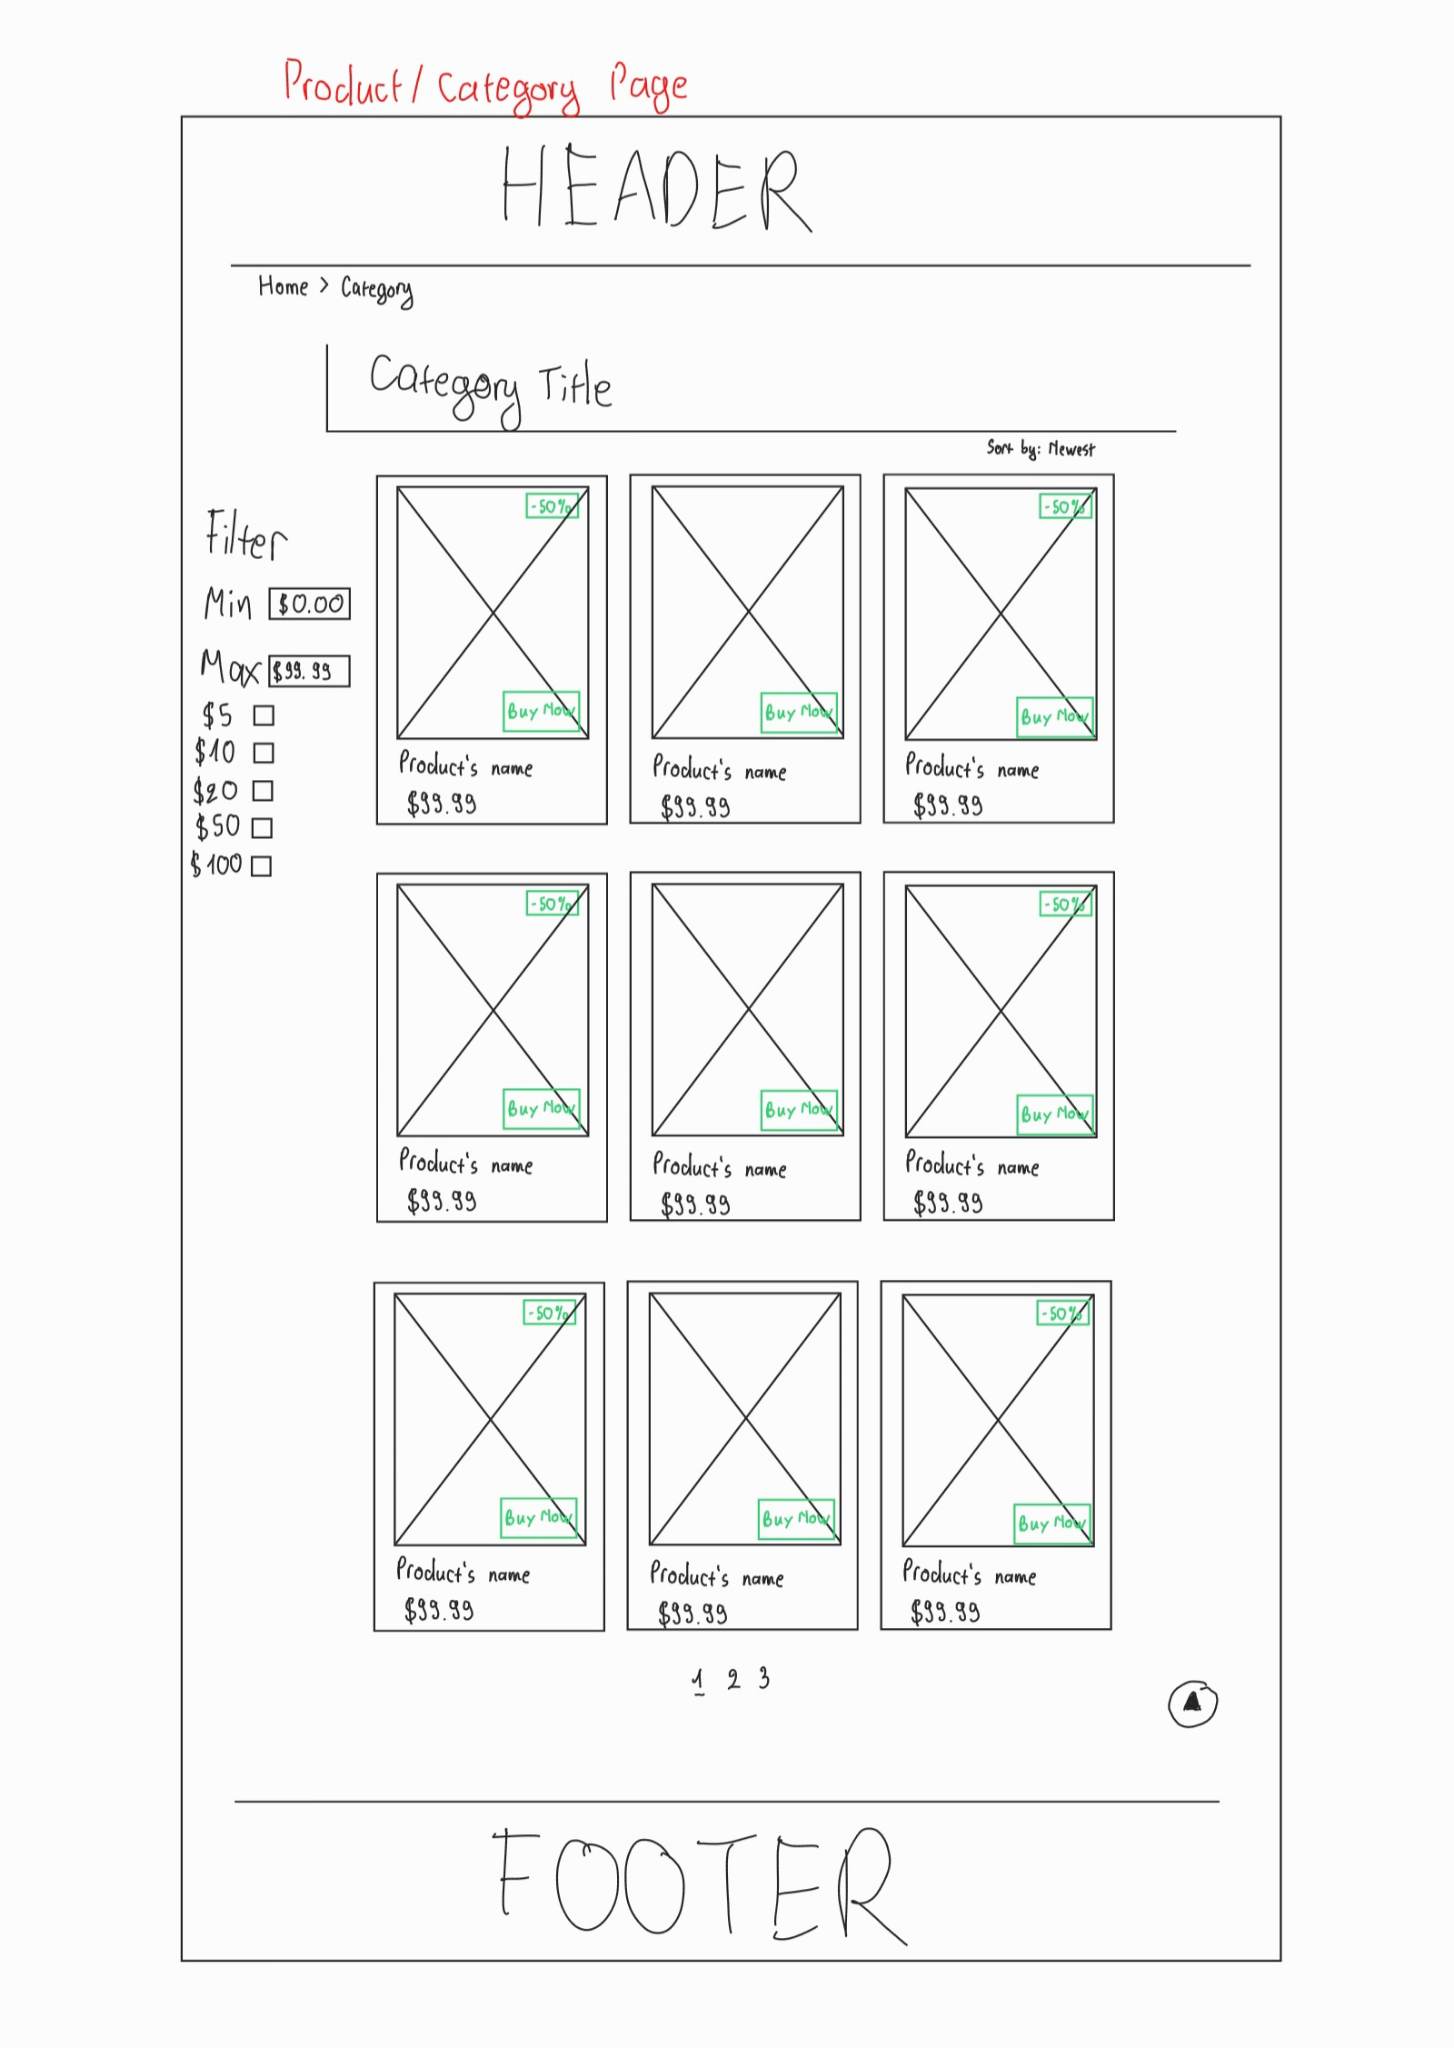 Product/Category Page
HEADER
Home > Category
Category Title
Sort by: Newest
Filter
Min $0.00
Max $99.99
$5
$10
$20
$50
$100
-50% -50%
Buy Now Buy Now Buy Now
Product's name Product's name Product's name
$99.99 $99.99 $99.99
-50% -50%
Buy Now Buy Now Buy Now
Product's name Product's name Product's name
$99.99 $99.99 $99.99
-50% -50%
Buy Now Buy Now Buy Now
Product's name Product's name Product's name
$99.99 $99.99 $99.99
1 2 3
FOOTER